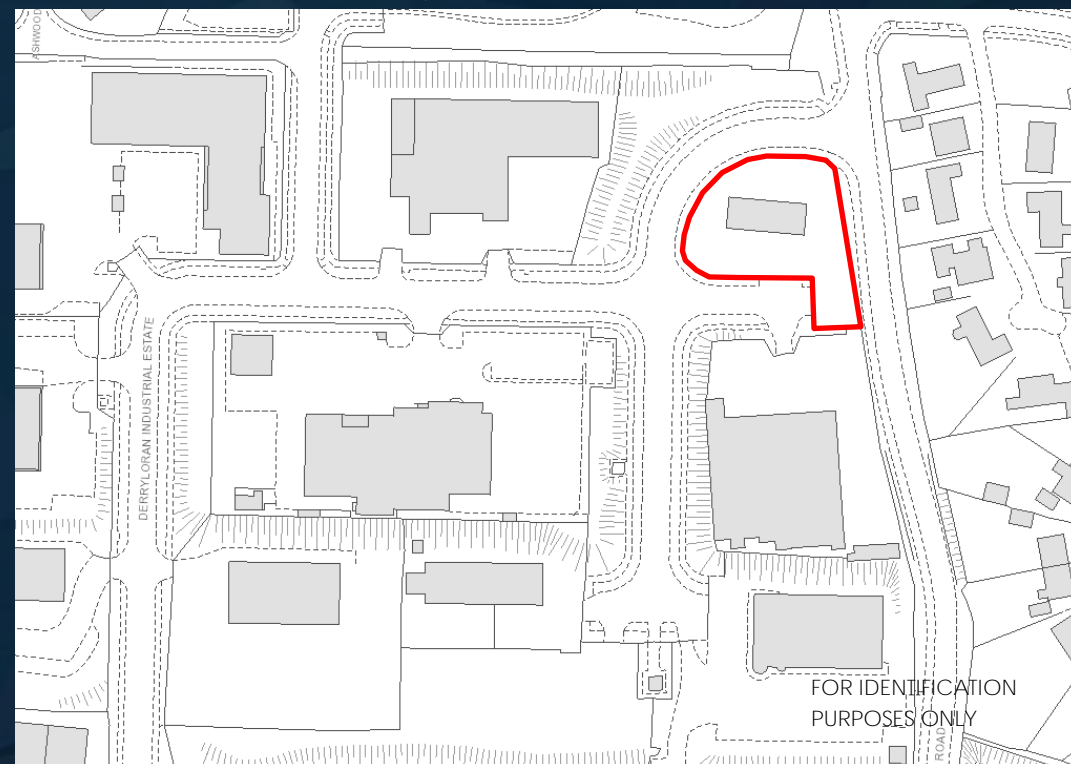 ASHWOOD
DERRYLORAN INDUSTRIAL ESTATE
FOR IDENTIFICATION
PURPOSES ONLY
ROAD